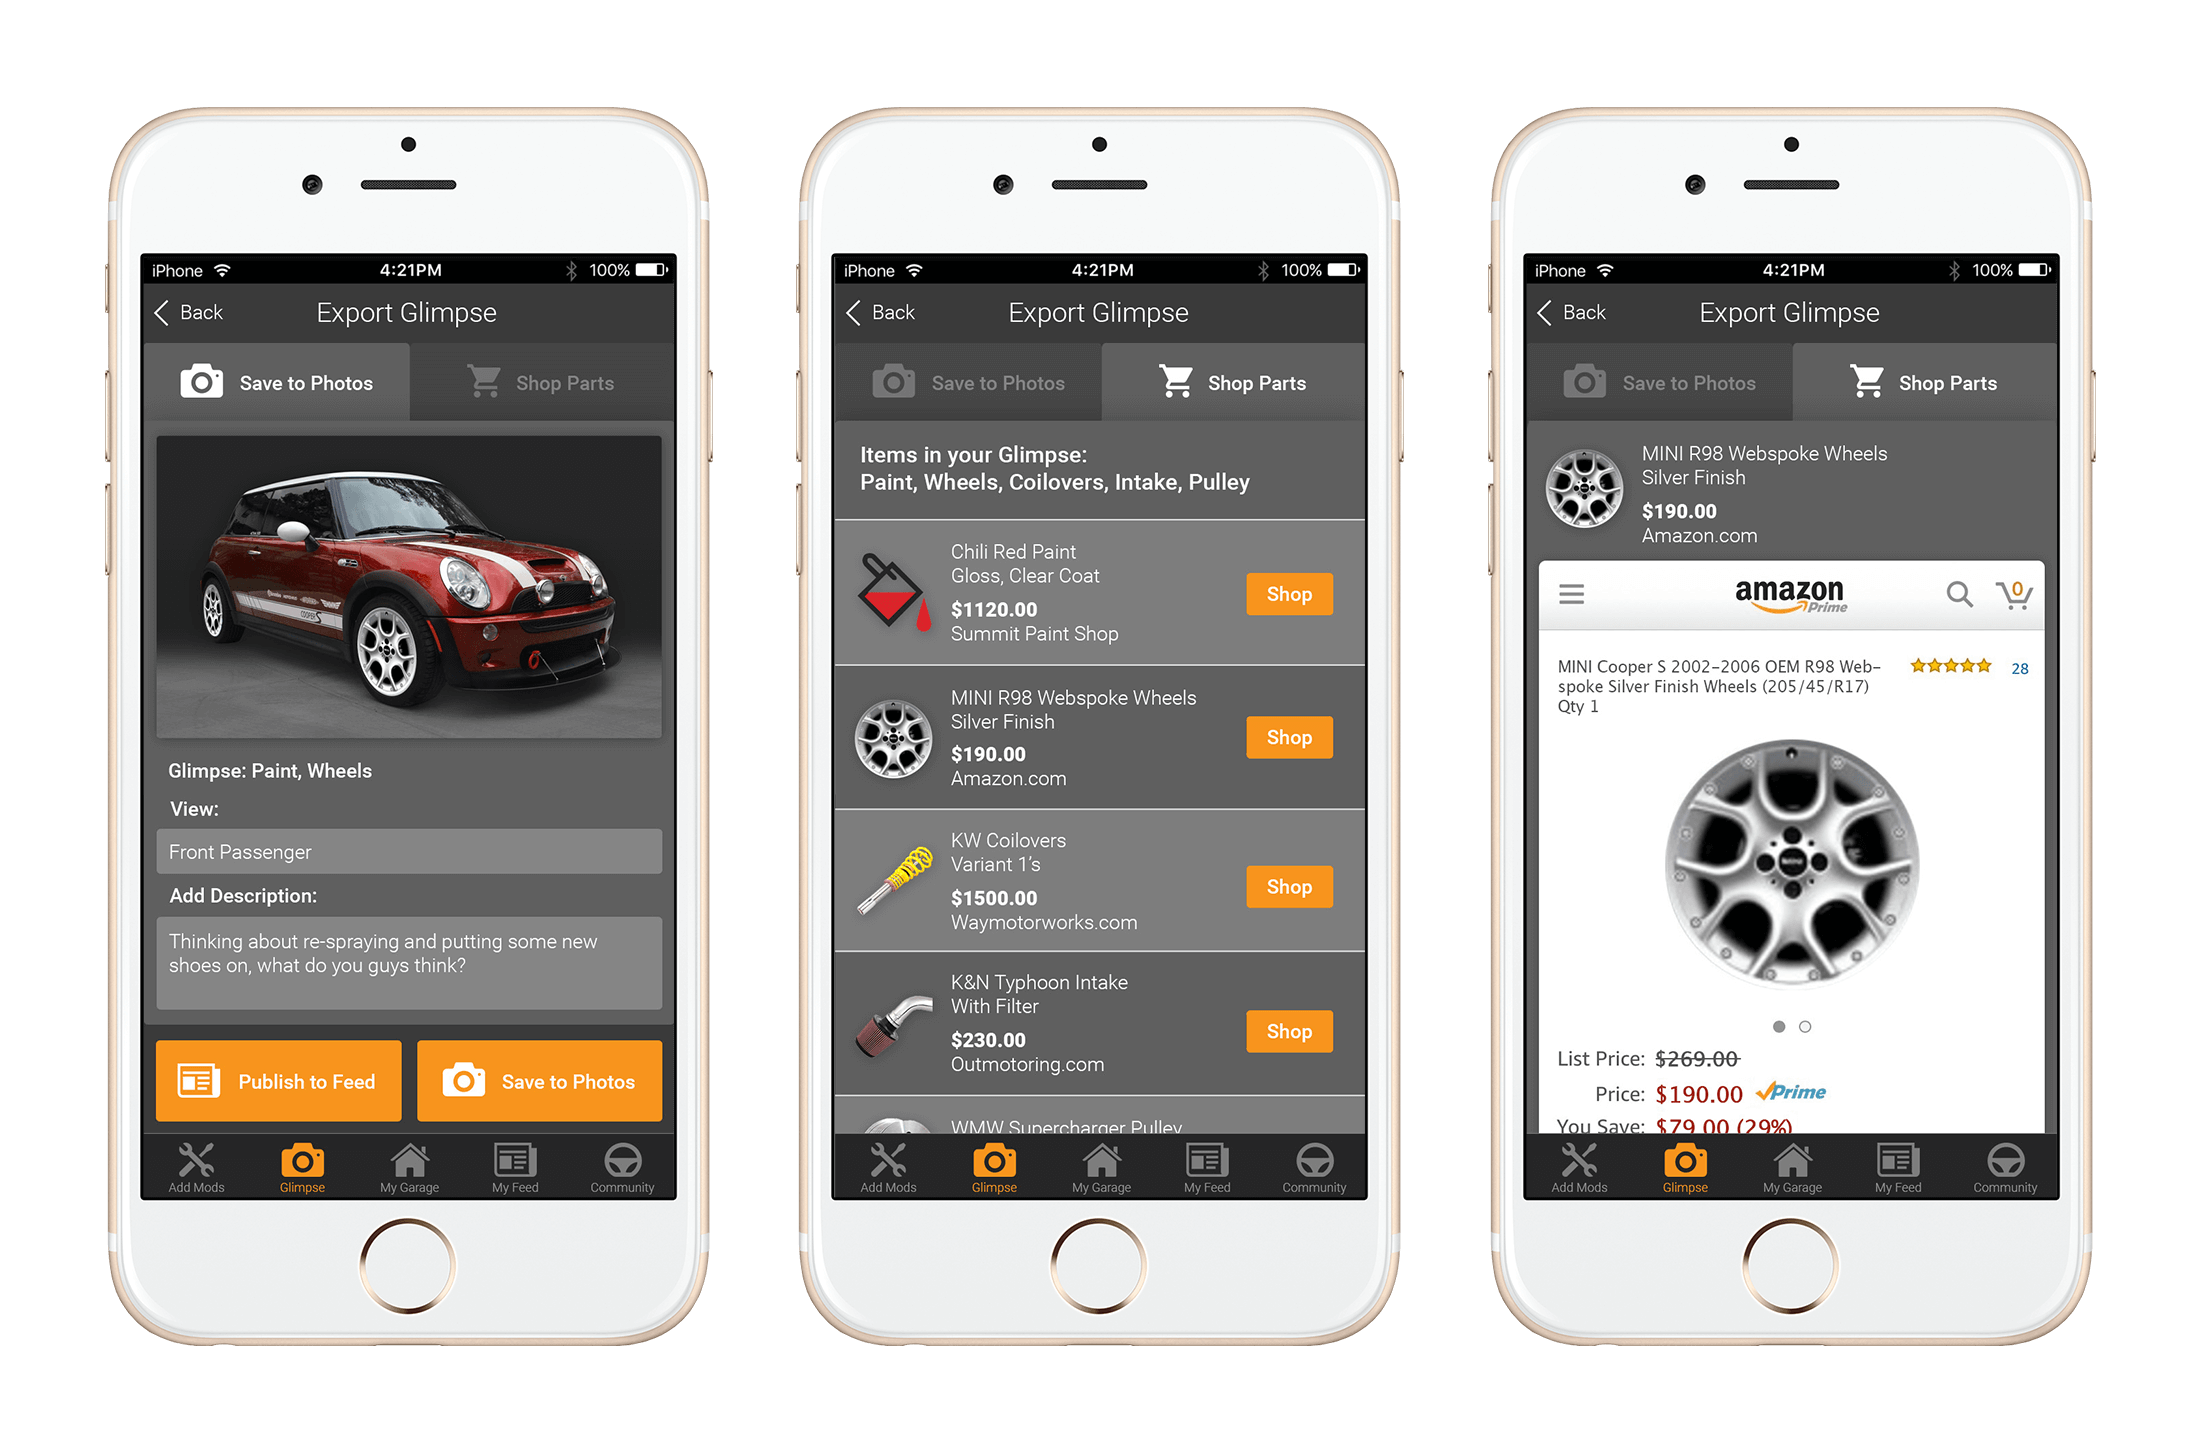 iPhone 4:21PM 100%
Back Export Glimpse
Save to Photos Shop Parts
COOPER S
Glimpse: Paint, Wheels
View:
Front Passenger
Add Description:
Thinking about re-spraying and putting some new
shoes on, what do you guys think?
Publish to Feed Save to Photos
Add Mods Glimpse My Garage My Feed Community
iPhone 4:21PM 100%
Back Export Glimpse
Save to Photos Shop Parts
Items in your Glimpse:
Paint, Wheels, Coilovers, Intake, Pulley
Chili Red Paint
Gloss, Clear Coat
$1120.00
Summit Paint Shop
Shop
MINI R98 Webspoke Wheels
Silver Finish
$190.00
Amazon.com
Shop
KW Coilovers
Variant 1's
$1500.00
Waymotorworks.com
Shop
K&N Typhoon Intake
With Filter
$230.00
Outmotoring.com
Shop
WMW Supercharger Pulley
Add Mods Glimpse My Garage My Feed Community
iPhone 4:21PM 100%
Back Export Glimpse
Save to Photos Shop Parts
MINI R98 Webspoke Wheels
Silver Finish
$190.00
Amazon.com
amazon 0
Prime
MINI Cooper S 2002-2006 OEM R98 Web- 28
spoke Silver Finish Wheels (205/45/R17)
Qty 1
List Price: $269.00
Price: $190.00 Prime
You Save: $79.00 (29%)
Add Mods Glimpse My Garage My Feed Community